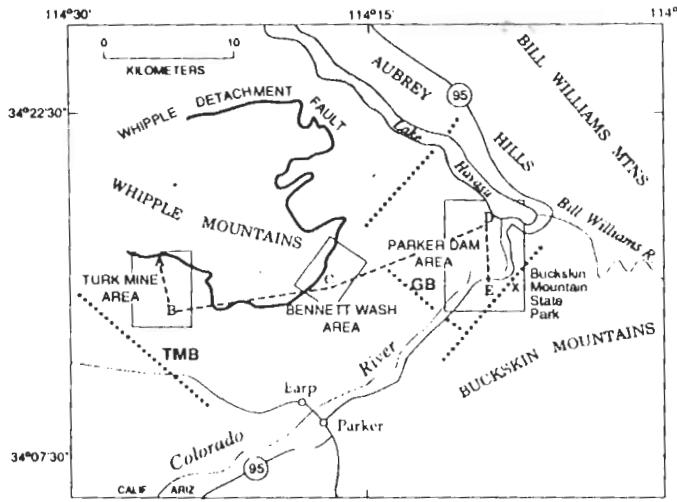 114°30'
114°15'
114°
0 10
KILOMETERS
34°22'30"
WHIPPLE DETACHMENT FAULT
AUBREY HILLS
95
BILL WILLIAMS MTNS
Lake Havasu
Bill Williams R.
WHIPPLE MOUNTAINS
PARKER DAM
AREA
D
A
TURK MINE
AREA
B
C
BENNETT WASH
AREA
GB
E
X
Buckskin
Mountain
State
Park
TMB
BUCKSKIN MOUNTAINS
Colorado River
Earp
Parker
34°07'30"
95
CALIF ARIZ